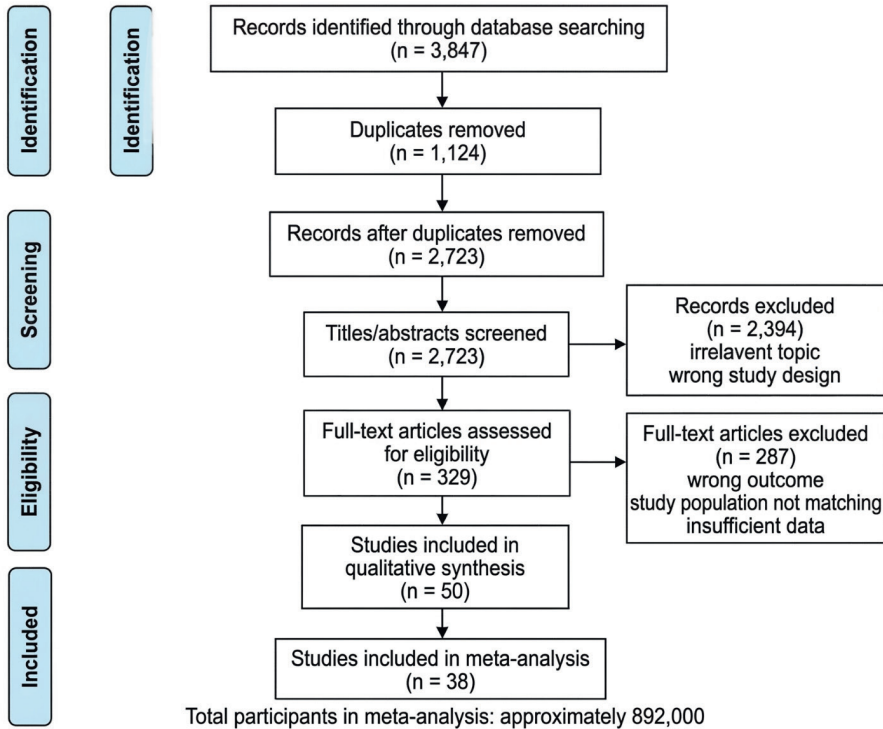 Identification
Identification
Records identified through database searching
(n = 3,847)
Duplicates removed
(n = 1,124)
Screening
Records after duplicates removed
(n = 2,723)
Titles/abstracts screened
(n = 2,723)
Records excluded
(n = 2,394)
irrelavent topic
wrong study design
Eligibility
Full-text articles assessed
for eligibility
(n = 329)
Full-text articles excluded
(n = 287)
wrong outcome
study population not matching
insufficient data
Studies included in
qualitative synthesis
(n = 50)
Included
Studies included in meta-analysis
(n = 38)
Total participants in meta-analysis: approximately 892,000